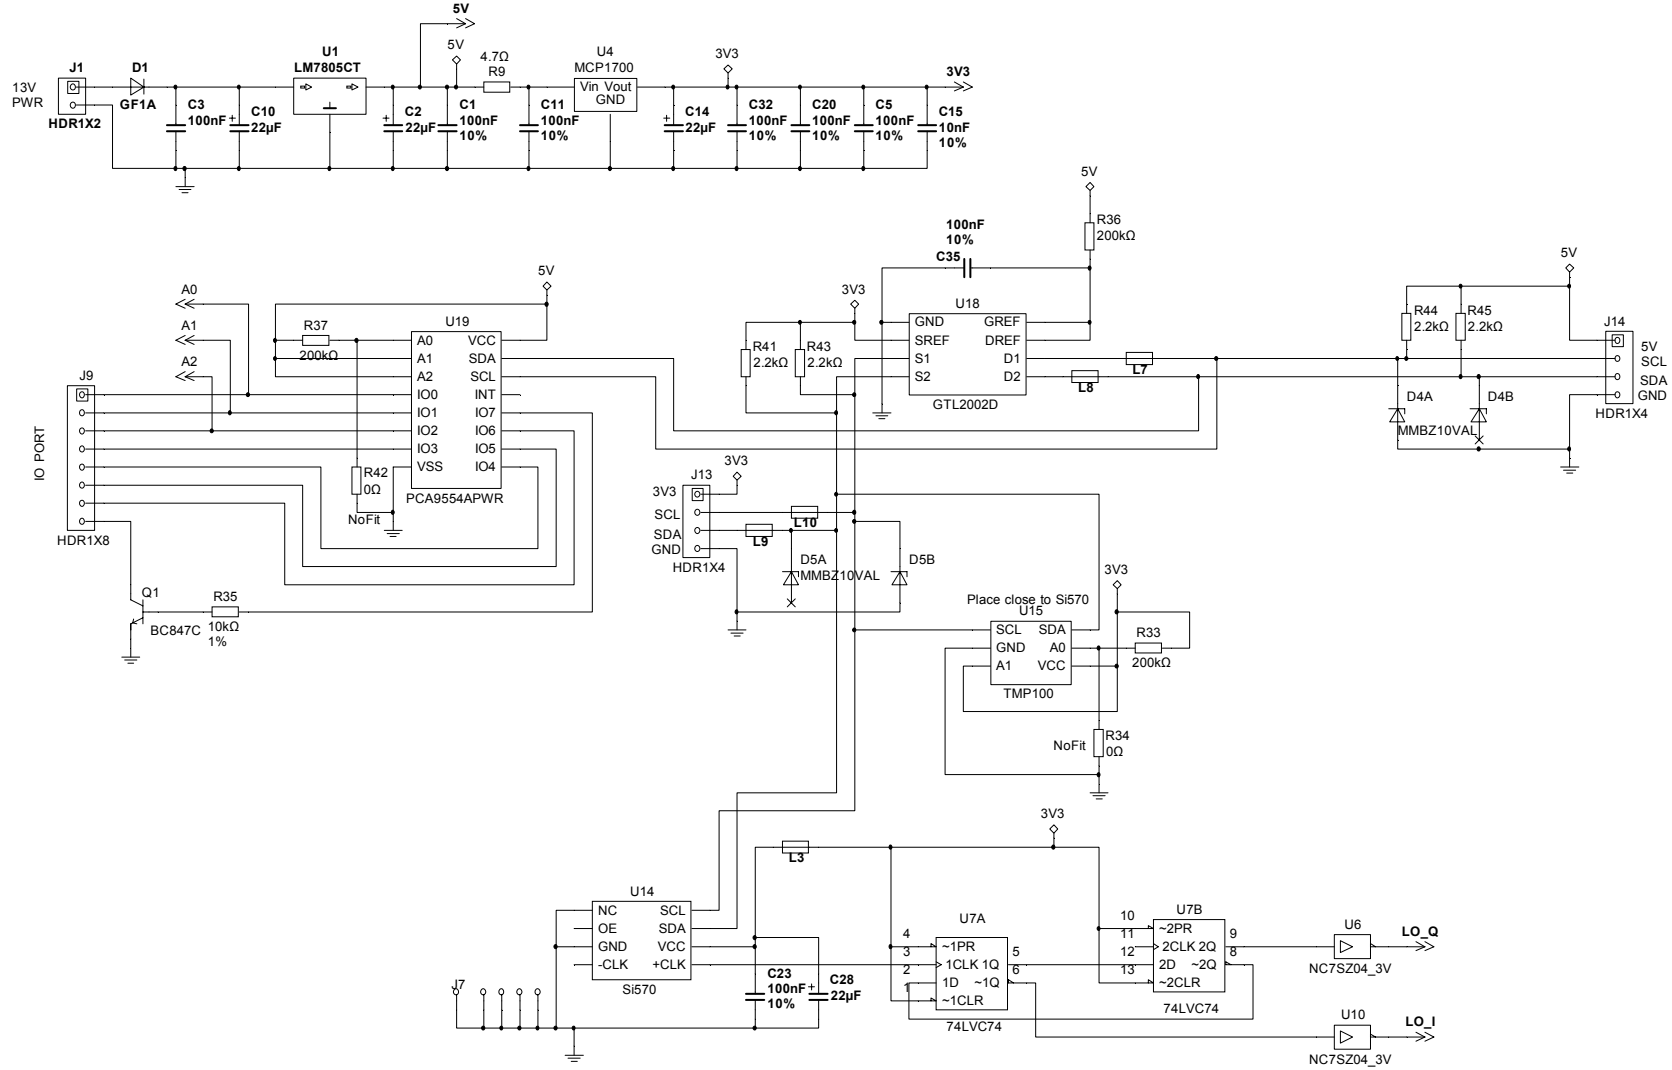 5V
J1
D1
U1
LM7805CT
5V
4.7Ω
R9
U4
MCP1700
3V3
3V3
13V
PWR
HDR1X2
GF1A
C3
100nF
+
C10
22µF
+
C2
22µF
C1
100nF
10%
C11
100nF
10%
Vin Vout
GND
+
C14
22µF
C32
100nF
10%
C20
100nF
10%
C5
100nF
10%
C15
10nF
10%
5V
R36
200kΩ
100nF
10%
C35
A0
A1
A2
5V
R37
200kΩ
U19
A0
A1
A2
IO0
IO1
IO2
IO3
VSS
VCC
SDA
SCL
INT
IO7
IO6
IO5
IO4
PCA9554APWR
R42
0Ω
NoFit
J9
IO PORT
HDR1X8
Q1
BC847C
R35
10kΩ
1%
3V3
R41
2.2kΩ
R43
2.2kΩ
U18
GND
SREF
S1
S2
GREF
DREF
D1
D2
GTL2002D
L7
L8
5V
R44
2.2kΩ
R45
2.2kΩ
J14
5V
SCL
SDA
GND
HDR1X4
D4A
D4B
MMBZ10VAL
3V3
J13
3V3
SCL
SDA
GND
HDR1X4
L10
L9
D5A
MMBZ10VAL
D5B
3V3
Place close to Si570
U15
SCL
GND
A1
SDA
A0
VCC
TMP100
R33
200kΩ
NoFit
R34
0Ω
3V3
L3
U14
NC
OE
GND
-CLK
SCL
SDA
VCC
+CLK
Si570
J7
C23
100nF
10%
+
C28
22µF
U7A
4
3
2
1
~1PR
1CLK 1Q
1D ~1Q
~1CLR
5
6
74LVC74
U7B
10
11
12
13
~2PR
2CLK 2Q
2D ~2Q
~2CLR
9
8
74LVC74
U6
NC7SZ04_3V
LO_Q
U10
NC7SZ04_3V
LO_I